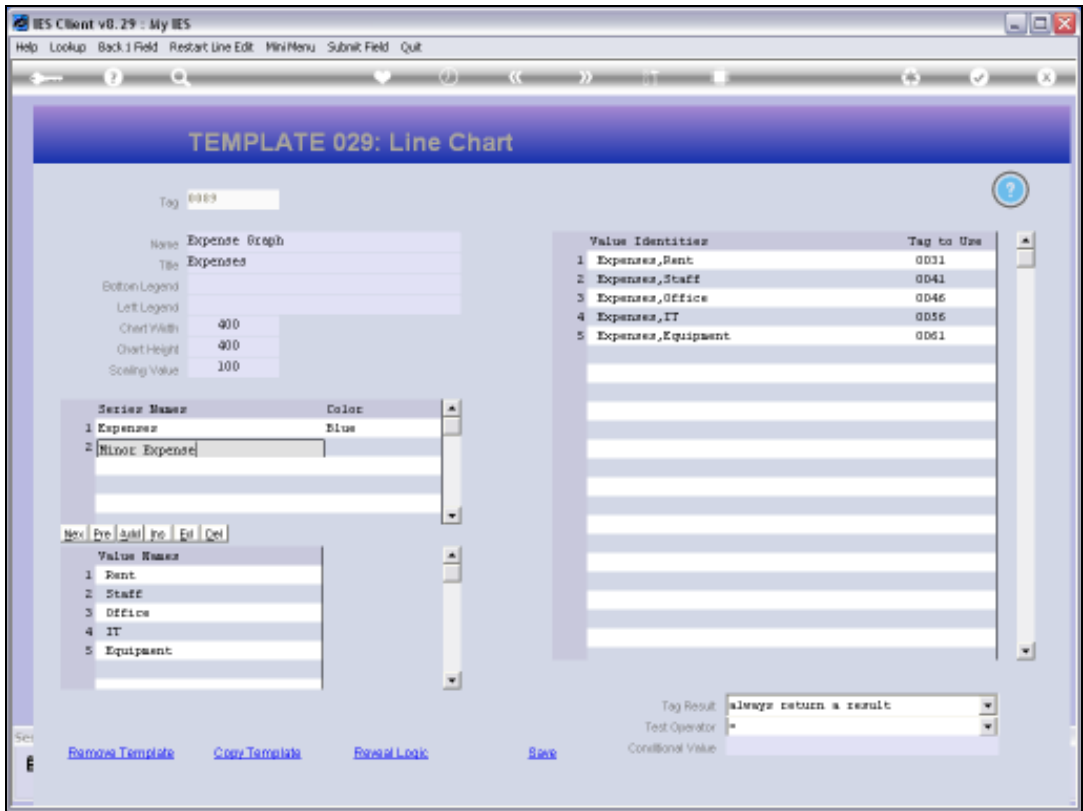 IES Client v8.29 : My IES
Help Lookup Back 1 Field Restart Line Edit Mini Menu Submit Field Quit
TEMPLATE 029: Line Chart
Tag 0089
Name Expense Graph
Title Expenses
Bottom Legend
Left Legend
Chart Width 400
Chart Height 400
Scaling Value 100
Series Names Color
1 Expenses Blue
2 Minor Expense
Nex Pre Add Ins Ed Del
Value Names
1 Rent
2 Staff
3 Office
4 IT
5 Equipment
Value Identities Tag to Use
1 Expenses,Rent 0031
2 Expenses,Staff 0041
3 Expenses,Office 0046
4 Expenses,IT 0056
5 Expenses,Equipment 0061
Tag Result always return a result
Test Operator =
Conditional Value
Remove Template Copy Template Reveal Logic Save